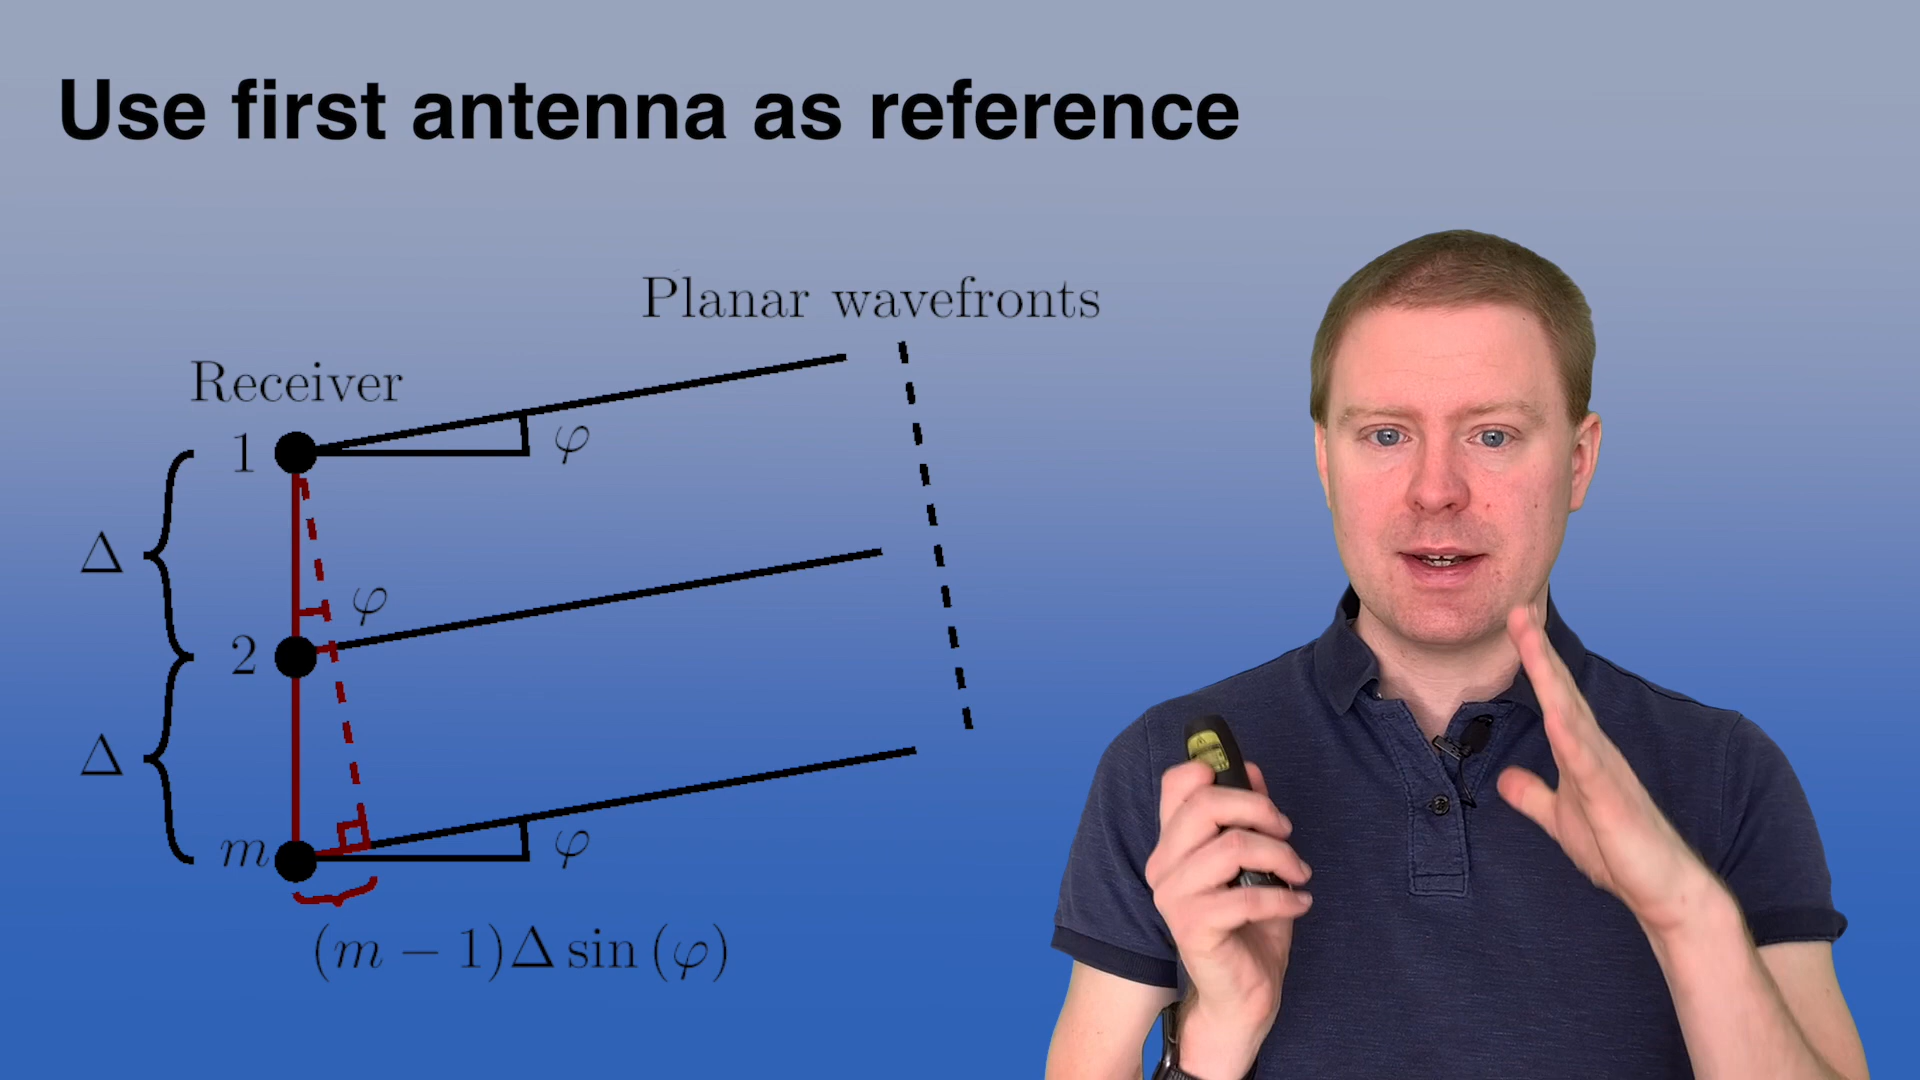 Use first antenna as reference
Planar wavefronts
Receiver
1
φ
Δ
φ
2
Δ
m
φ
(m − 1)Δ sin (φ)